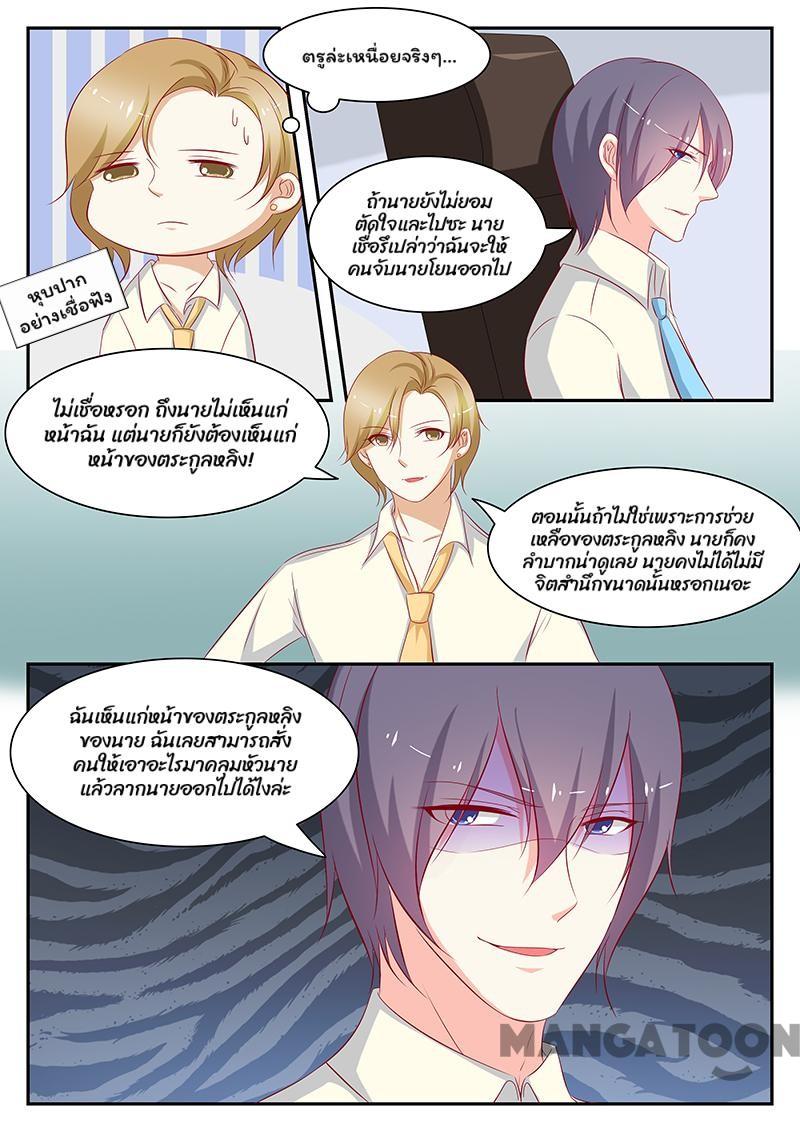 ตรูล่ะเหนื่อยจริงๆ...
หุบปาก
อย่างเชื่อฟัง
ถ้านายยังไม่ยอม
ตัดใจและไปซะ นาย
เชื่อรึเปล่าว่าฉันจะให้
คนจับนายโยนออกไป
ไม่เชื่อหรอก ถึงนายไม่เห็นแก่
หน้าฉัน แต่นายก็ยังต้องเห็นแก่
หน้าของตระกูลหลิง!
ตอนนั้นถ้าไม่ใช่เพราะการช่วย
เหลือของตระกูลหลิง นายก็คง
ลำบากน่าดูเลย นายคงไม่ได้ไม่มี
จิตสำนึกขนาดนั้นหรอกเนอะ
ฉันเห็นแก่หน้าของตระกูลหลิง
ของนาย ฉันเลยสามารถสั่ง
คนให้เอาอะไรมาคลุมหัวนาย
แล้วลากนายออกไปได้ไงล่ะ
MANGATOON